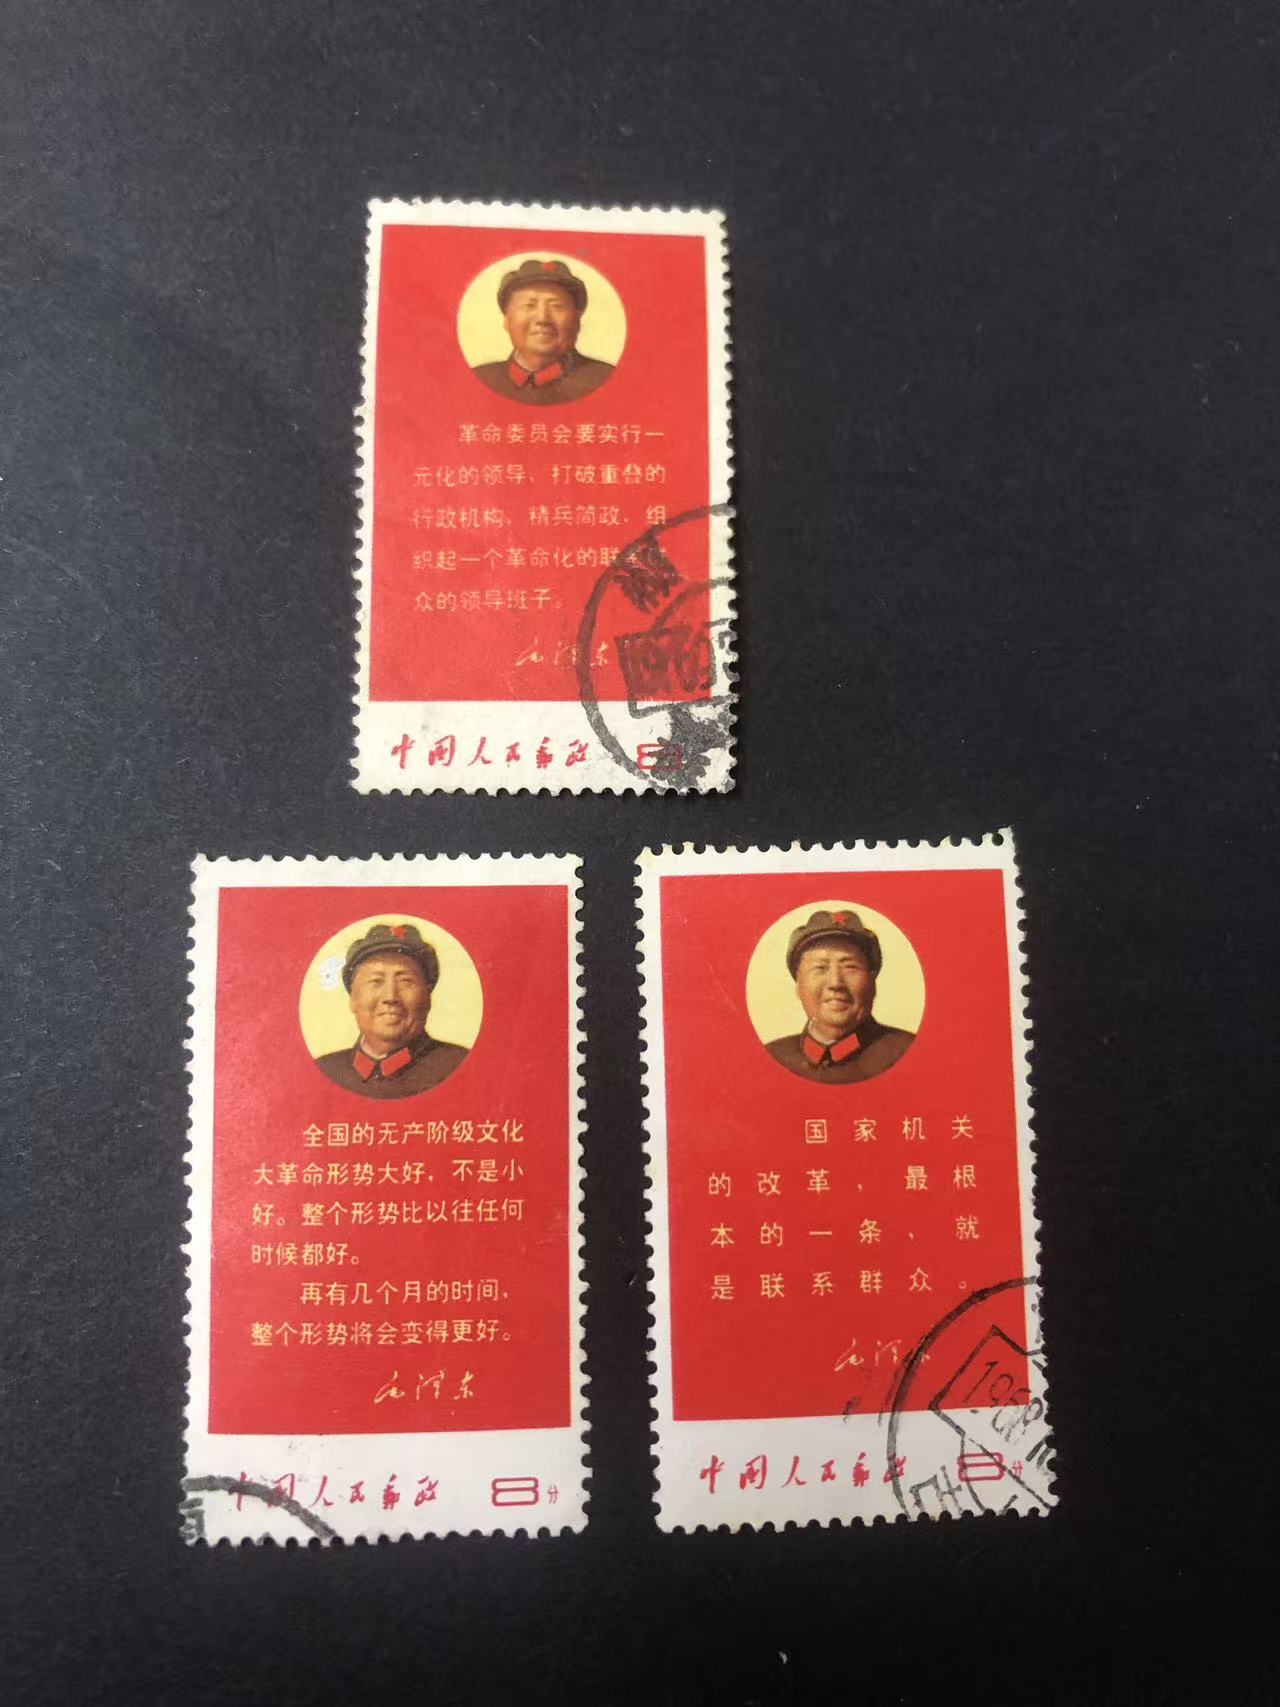 革命委员会要实行一
元化的领导、打破重叠的
行政机构、精兵简政、组
织起一个革命化的联系群
众的领导班子。
毛泽东
中国人民邮政 8
全国的无产阶级文化
大革命形势大好，不是小
好。整个形势比以往任何
时候都好。
再有几个月的时间，
整个形势将会变得更好。
毛泽东
中国人民邮政 8分
国家机关
的改革、最根
本的一条、就
是联系群众。
毛泽东
中国人民邮政 8分
1968